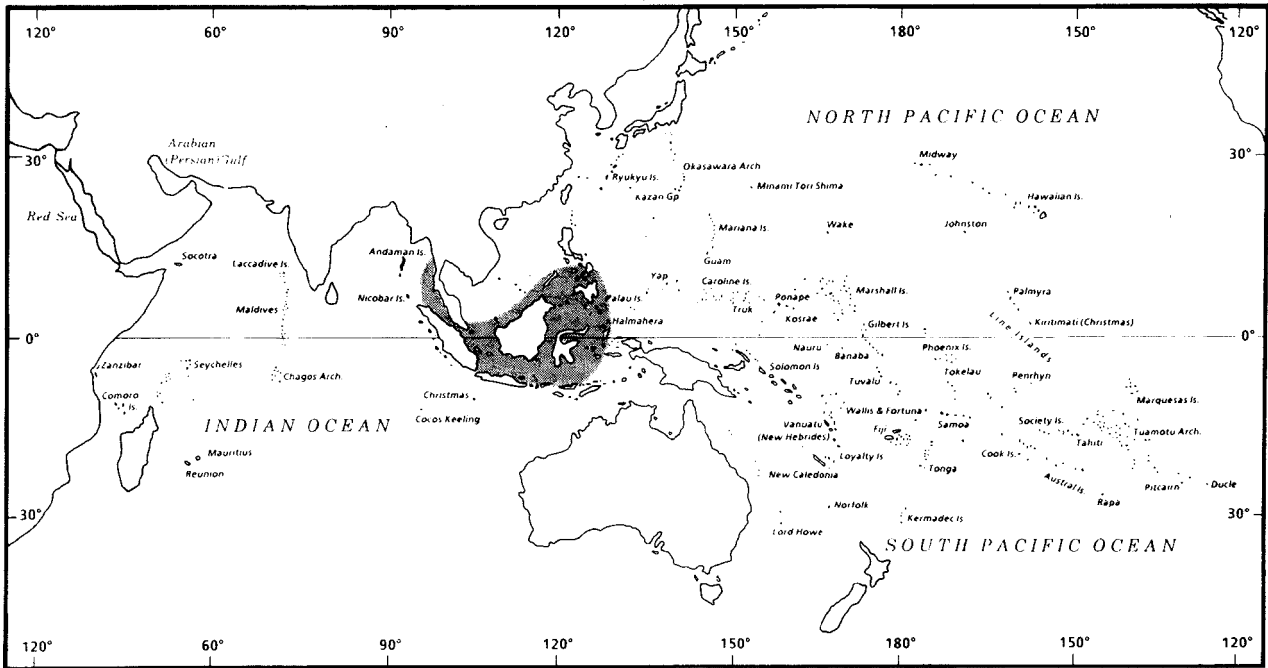 120° 60° 90° 120° 150° 180° 150° 120°
NORTH PACIFIC OCEAN
Arabian
(Persian) Gulf
30°
30°
Midway
Okasawara Arch
Ryukyu Is.
Minami Tori Shima
Kazan Gp
Hawaiian Is.
Red Sea
Mariana Is.
Wake
Johnston
Andaman Is.
Socotra
Laccadive Is.
Guam
Yap
Caroline Is.
Nicobar Is.
Palau Is.
Ponape
Marshall Is.
Palmyra
Maldives
Truk
Kosrae
Halmahera
Gilbert Is
Kiritimati (Christmas)
Line Islands
0°
0°
Nauru
Banaba
Phoenix Is.
Zanzibar
Seychelles
Solomon Is
Tokelau
Chagos Arch.
Tuvalu
Penrhyn
Comoro
Is.
Christmas
Marquesas Is.
Wallis & Fortuna
INDIAN OCEAN
Cocos Keeling
Vanuatu
(New Hebrides)
Fiji
Samoa
Society Is.
Tahiti
Tuamotu Arch.
Mauritius
Loyalty Is
Cook Is.
Reunion
New Caledonia
Tonga
Austral Is.
Pitcairn
Ducle
Rapa
Norfolk
30°
Kermadec Is
30°
Lord Howe
SOUTH PACIFIC OCEAN
120° 60° 90° 120° 150° 180° 150° 120°